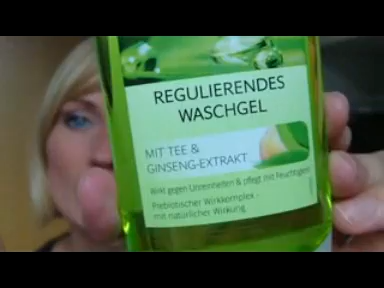 REGULIERENDES
WASCHGEL
MIT TEE &
GINSENG-EXTRAKT
Wirkt gegen Unreinheiten & pflegt mit Feuchtigkeit
Prebiotischer Wirkkomplex -
mit natürlicher Wirkung.